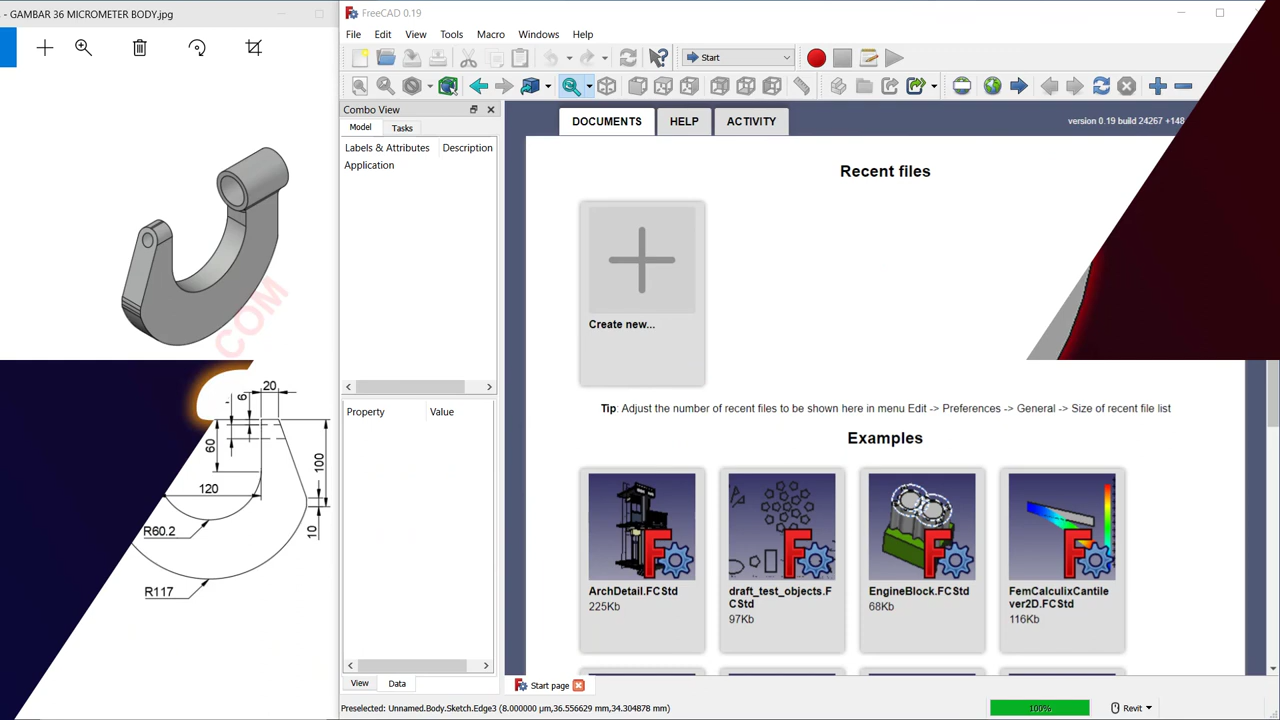 - GAMBAR 36 MICROMETER BODY.jpg
COM
20
6
60
120
100
10
R60.2
R117
FreeCAD 0.19
File Edit View Tools Macro Windows Help
Start
Combo View
Model Tasks
Labels & Attributes Description
Application
Property Value
View Data
DOCUMENTS HELP ACTIVITY
version 0.19 build 24267 +148
Recent files
Create new...
Tip: Adjust the number of recent files to be shown here in menu Edit -> Preferences -> General -> Size of recent file list
Examples
ArchDetail.FCStd
225Kb
draft_test_objects.F
CStd
97Kb
EngineBlock.FCStd
68Kb
FemCalculixCantile
ver2D.FCStd
116Kb
Start page
Preselected: Unnamed.Body.Sketch.Edge3 (8.000000 µm,36.556629 mm,34.304878 mm)
100%
Revit